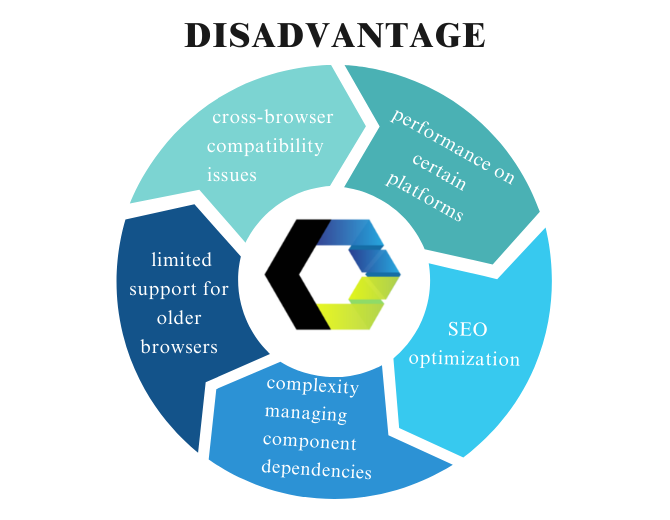 DISADVANTAGE
cross-browser
compatibility
issues
performance on
certain
platforms
SEO
optimization
complexity
managing
component
dependencies
limited
support for
older
browsers